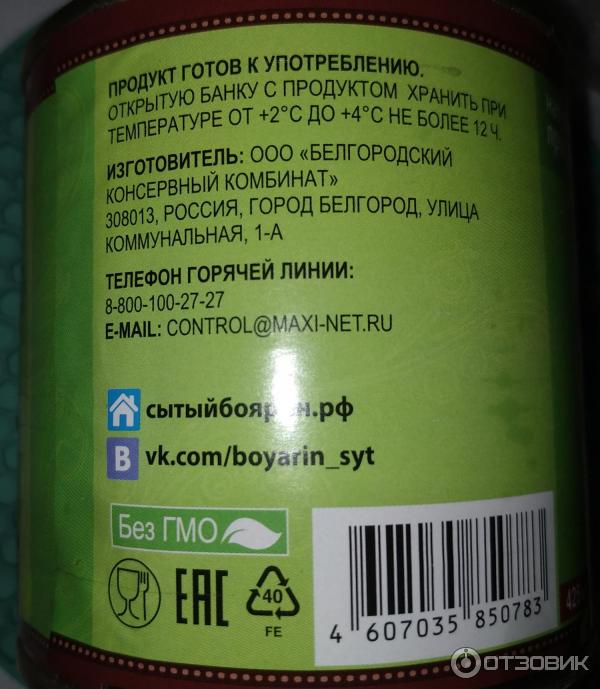 ПРОДУКТ ГОТОВ К УПОТРЕБЛЕНИЮ.
ОТКРЫТУЮ БАНКУ С ПРОДУКТОМ ХРАНИТЬ ПРИ
ТЕМПЕРАТУРЕ ОТ +2°С ДО +4°С НЕ БОЛЕЕ 12 Ч.
ИЗГОТОВИТЕЛЬ: ООО «БЕЛГОРОДСКИЙ
КОНСЕРВНЫЙ КОМБИНАТ»
308013, РОССИЯ, ГОРОД БЕЛГОРОД, УЛИЦА
КОММУНАЛЬНАЯ, 1-А
ТЕЛЕФОН ГОРЯЧЕЙ ЛИНИИ:
8-800-100-27-27
E-MAIL: CONTROL@MAXI-NET.RU
сытыйбоярин.рф
B vk.com/boyarin_syt
Без ГМО
EAC
40
FE
4 607035 850783
ОТЗОВИК